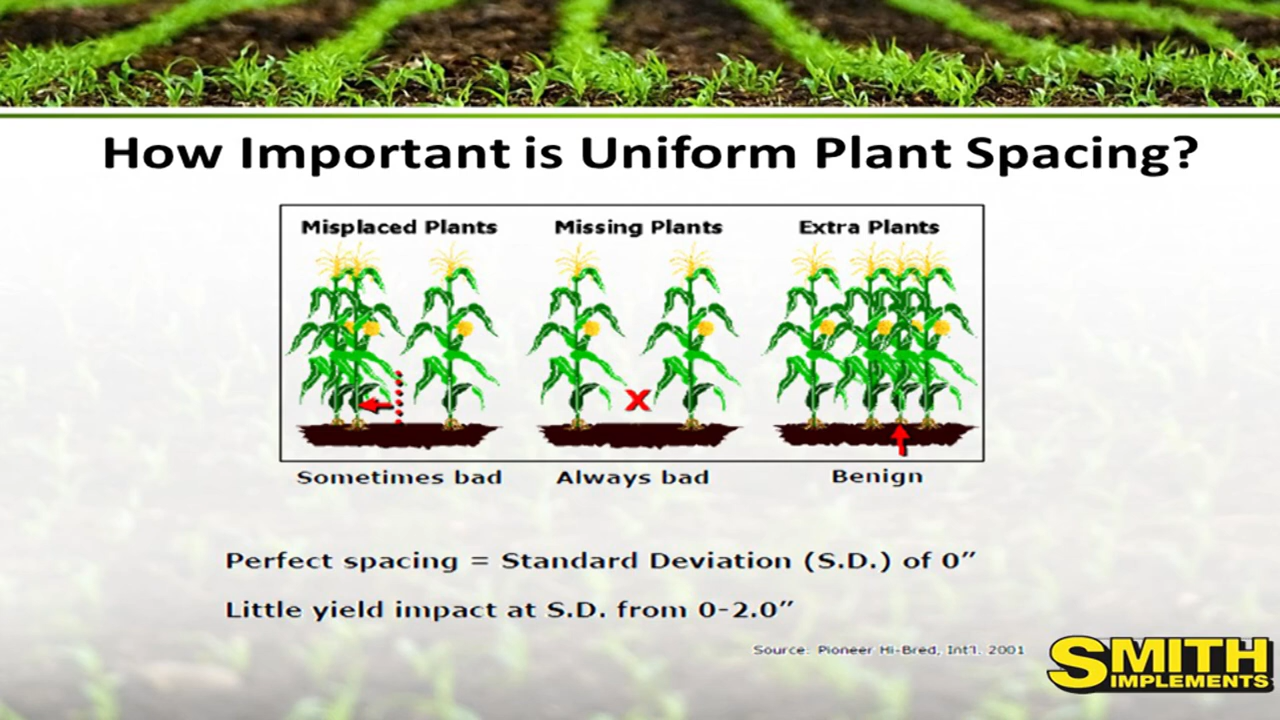 How Important is Uniform Plant Spacing?
Misplaced Plants Missing Plants Extra Plants
X
Sometimes bad Always bad Benign
Perfect spacing = Standard Deviation (S.D.) of 0”
Little yield impact at S.D. from 0-2.0”
Source: Pioneer Hi-Bred, Int'l. 2001
SMITH
IMPLEMENTS